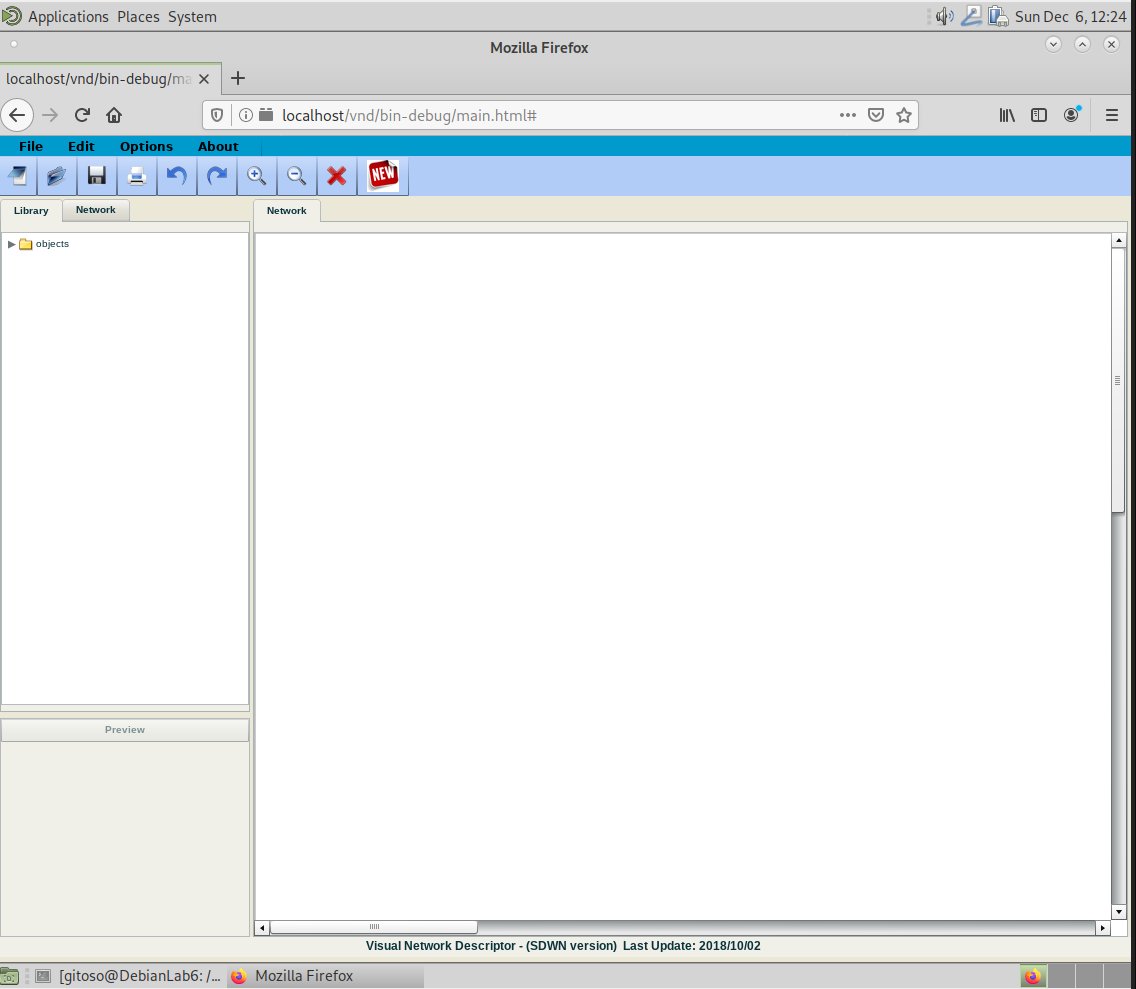 Applications Places System
Sun Dec 6, 12:24
Mozilla Firefox
localhost/vnd/bin-debug/ma
localhost/vnd/bin-debug/main.html#
File Edit Options About
NEW
Library Network
Network
objects
Preview
Visual Network Descriptor - (SDWN version) Last Update: 2018/10/02
[gitoso@DebianLab6: /... Mozilla Firefox